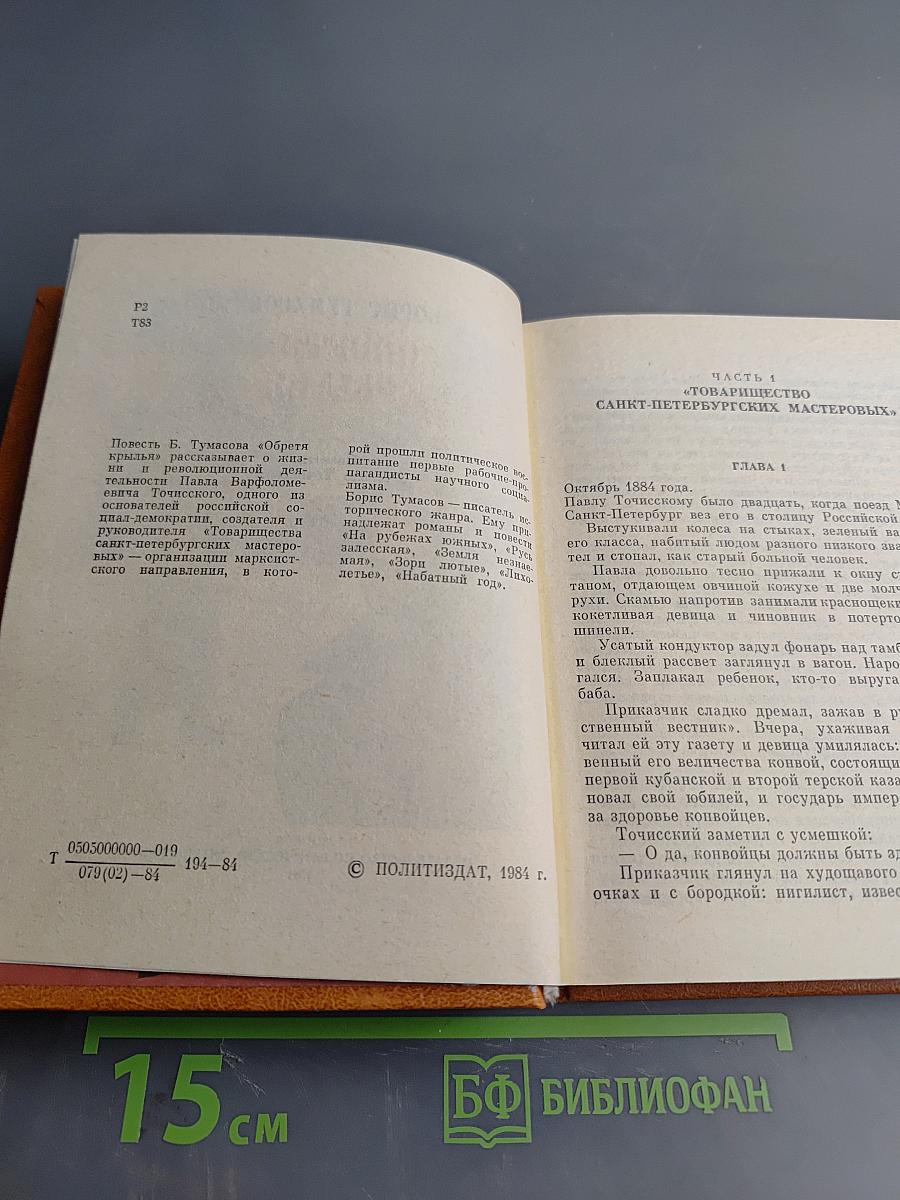 Р2
Т83
Повесть Б. Тумасова «Обретя
крылья» рассказывает о жиз-
ни и революционной дея-
тельности Павла Варфоломе-
евича Точисского, одного из
основателей российской со-
циал-демократии, создателя и
руководителя «Товарищества
санкт-петербургских мастеро-
вых» — организации марксист-
ского направления, в кото-
рой прошли политическое вос-
питание первые рабочие-про-
пагандисты научного социа-
лизма.
Борис Тумасов — писатель ис-
торического жанра. Ему при-
надлежат романы и повести
«На рубежах южных», «Русь
залесская», «Земля незнае-
мая», «Зори лютые», «Лихо-
летье», «Набатный год».
Т 0505000000—019
079(02)—84 194—84
© ПОЛИТИЗДАТ, 1984 г.
ЧАСТЬ 1
«ТОВАРИЩЕСТВО
САНКТ-ПЕТЕРБУРГСКИХ МАСТЕРОВЫХ»
ГЛАВА 1
Октябрь 1884 года.
Павлу Точисскому было двадцать, когда поезд М
Санкт-Петербург вез его в столицу Российской
Выстукивали колеса на стыках, зеленый ва
его класса, набитый людом разного низкого зва
тел и стонал, как старый больной человек.
Павла довольно тесно прижали к окну ст
таном, отдающем овчиной кожухе и две молч
рухи. Скамью напротив занимали краснощеки
кокетливая девица и чиновник в потерто
шинели.
Усатый кондуктор задул фонарь над тамб
и блеклый рассвет заглянул в вагон. Наро
гался. Заплакал ребенок, кто-то выруга
баба.
Приказчик сладко дремал, зажав в ру
ственный вестник». Вчера, ухаживая
читал ей эту газету и девица умилялась:
венный его величества конвой, состоящи
первой кубанской и второй терской каза
новал свой юбилей, и государь импер
за здоровье конвойцев.
Точисский заметил с усмешкой:
— О да, конвойцы должны быть зд
Приказчик глянул на худощавого
очках и с бородкой: нигилист, извес
15 см
БФ БИБЛИОФАН